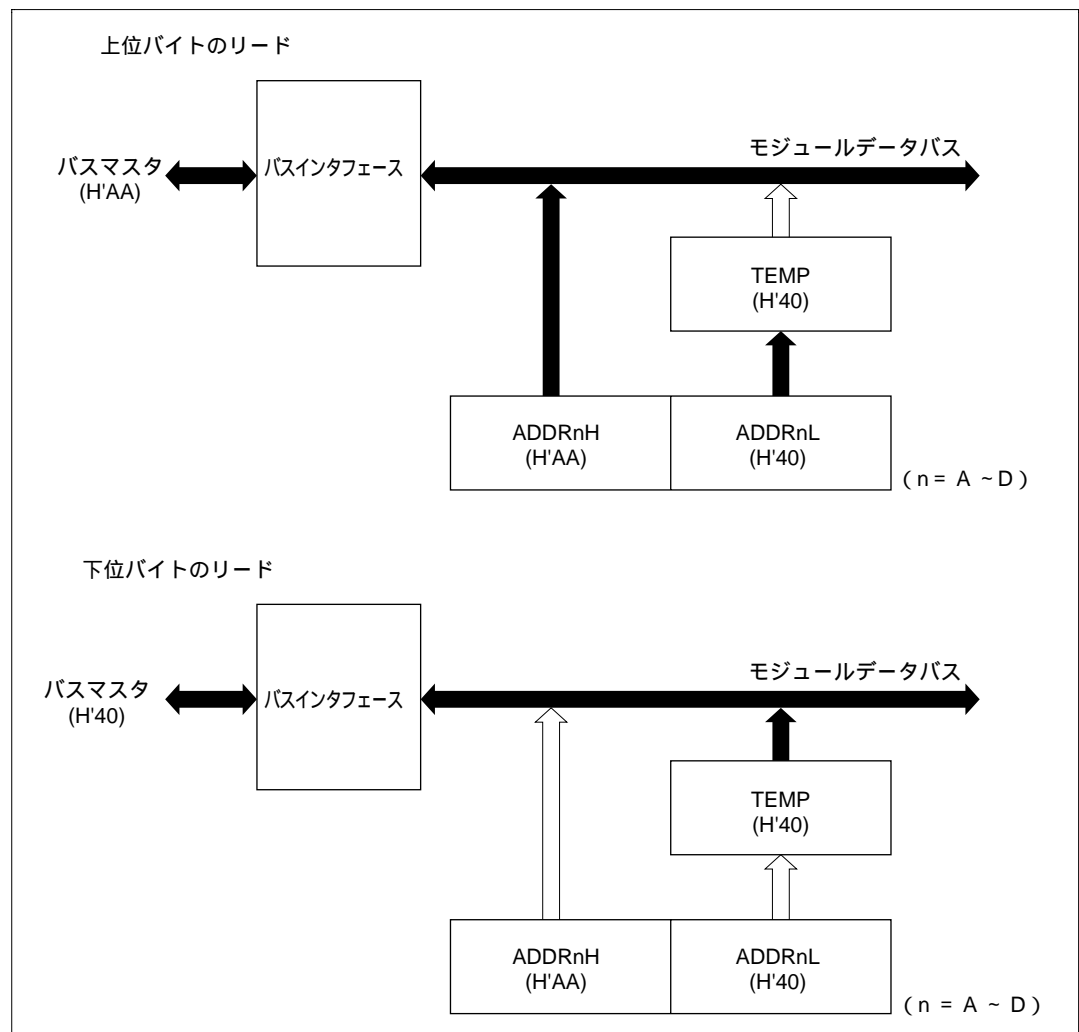 上位バイトのリード
バスマスタ
(H'AA)
バスインタフェース
モジュールデータバス
TEMP
(H'40)
ADDRnH
(H'AA)
ADDRnL
(H'40)
( n = A ~ D )
下位バイトのリード
バスマスタ
(H'40)
バスインタフェース
モジュールデータバス
TEMP
(H'40)
ADDRnH
(H'AA)
ADDRnL
(H'40)
( n = A ~ D )